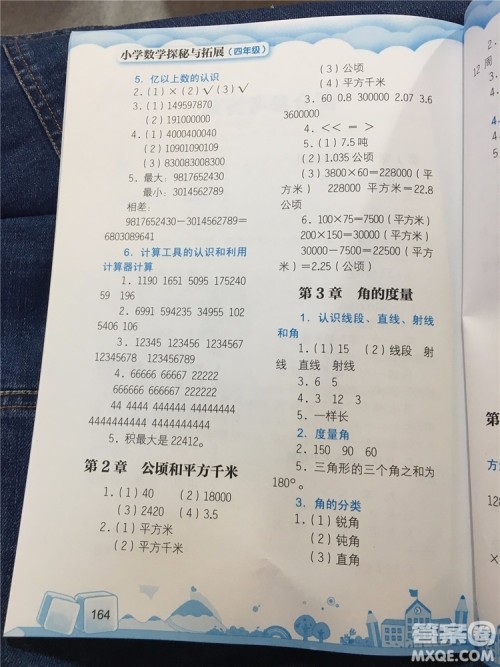 小学数学探秘与拓展（四年级）
5．亿以上数的认识
2．(1) × (2) √ (3) √
3．(1) 149597870
(2) 191000000
4．(1) 4000400040
(2) 10901090109
(3) 830083008300
5．最大：9817652430
最小：3014562789
相差：
9817652430－3014562789＝
6803089641
6．计算工具的认识和利用
计算器计算
1．1190 1651 5095 175240
59 196
2．6991 594235 34955 102
5406 106
3．12345 123456 1234567
12345678 123456789
4．66666 66667 22222
666666 666667 222222
44 4444 444444 44444444
4444444444 444444444444
5．积最大是 22412。
第 2 章 公顷和平方千米
1．(1) 40 (2) 18000
(3) 2420 (4) 3.5
2．(1) 平方米
(2) 平方千米
(3) 公顷
(4) 平方千米
3．60 0.8 300000 2.07 3.6
3600000
4．<< ＝ >
5．(1) 7.5 吨
(2) 1.035 公顷
(3) 3800×60＝228000（平
方米） 228000 平方米＝22.8
公顷
6．100×75＝7500（平方米）
200×150＝30000（平方米）
30000－7500＝22500（平方
米）＝2.25（公顷）
第 3 章 角的度量
1．认识线段、直线、射线
和角
1．(1) 15 (2) 线段 射
线 直线 射线
3．6 5
4．3 12 3
5．一样长
2．度量角
2．150 90 60
5．三角形的三个角之和为
180°。
3．角的分类
1．(1) 锐角
(2) 钝角
(3) 直角
164
答案圈
MXQE.COM